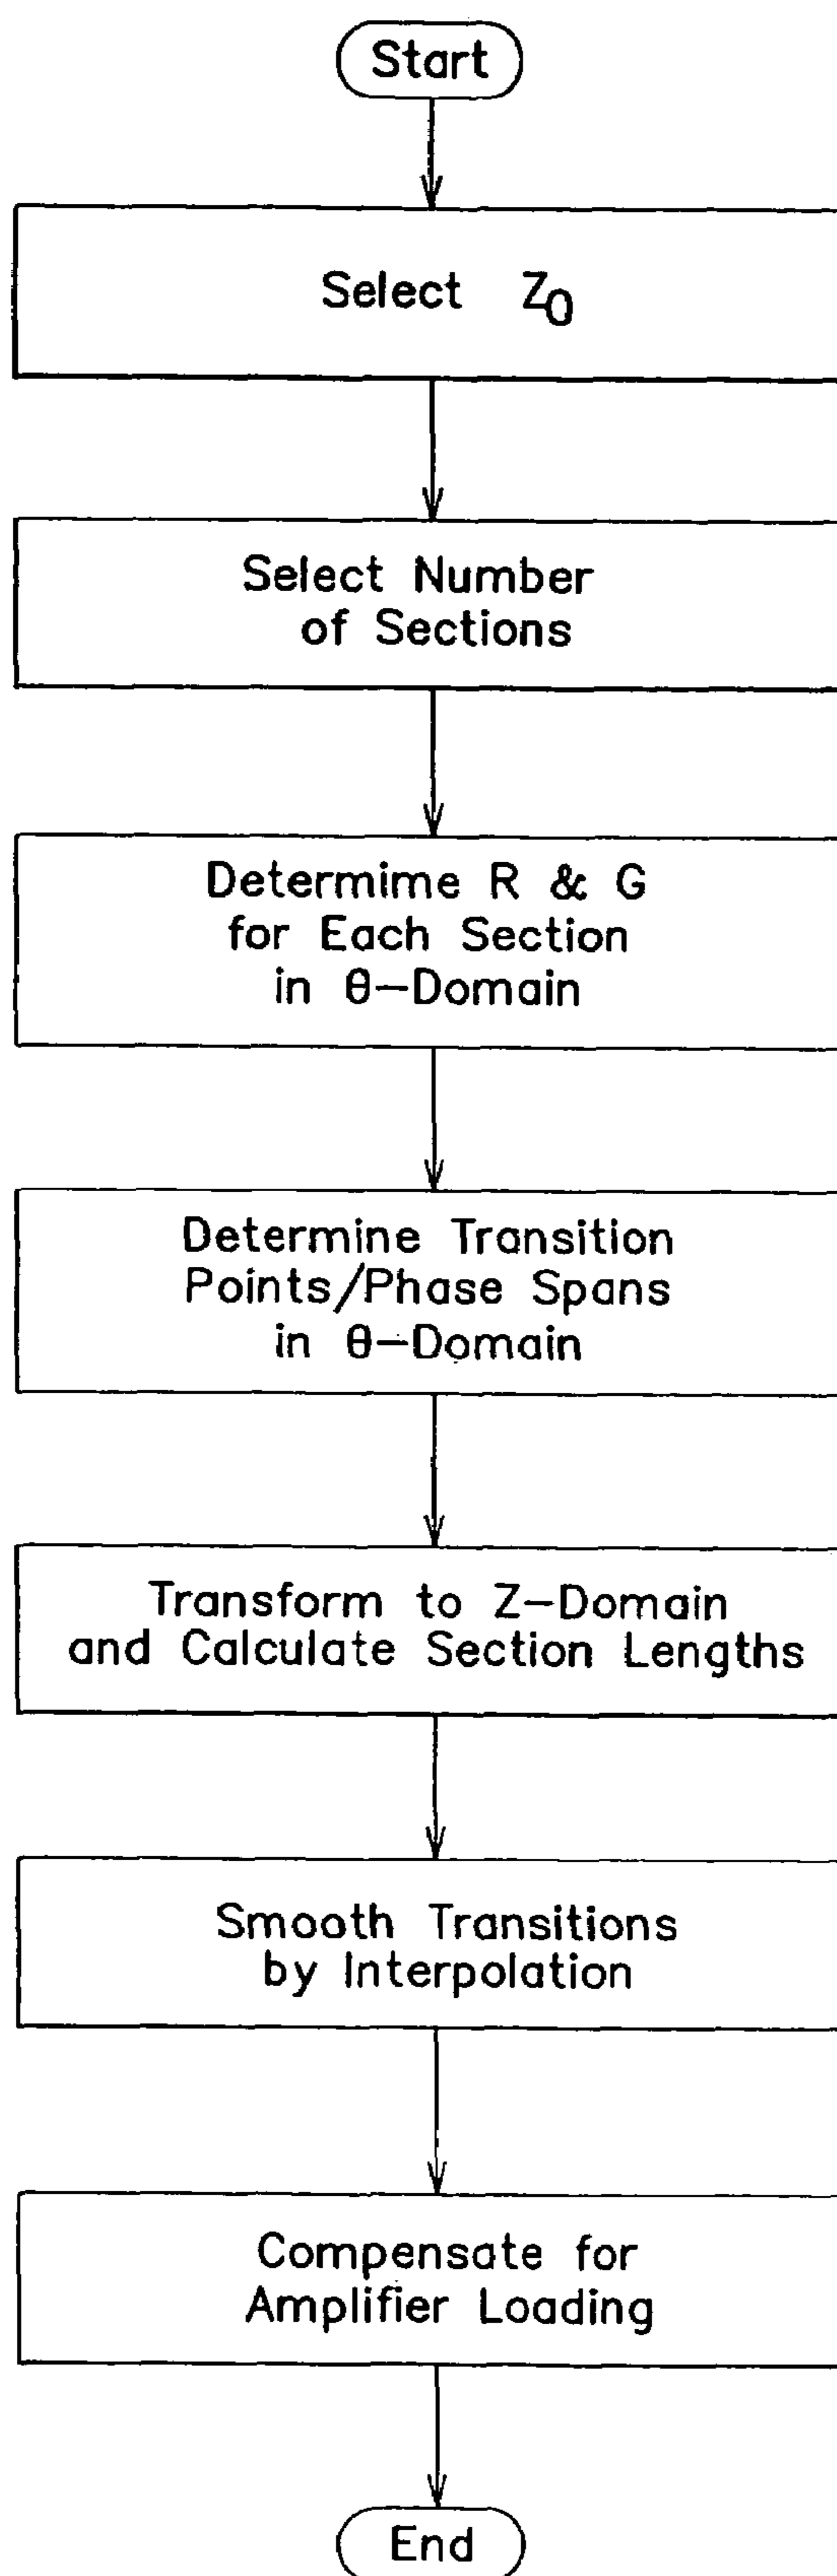 Start
Select Z0
Select Number
of Sections
Determime R & G
for Each Section
in θ-Domain
Determine Transition
Points/Phase Spans
in θ-Domain
Transform to Z-Domain
and Calculate Section Lengths
Smooth Transitions
by Interpolation
Compensate for
Amplifier Loading
End